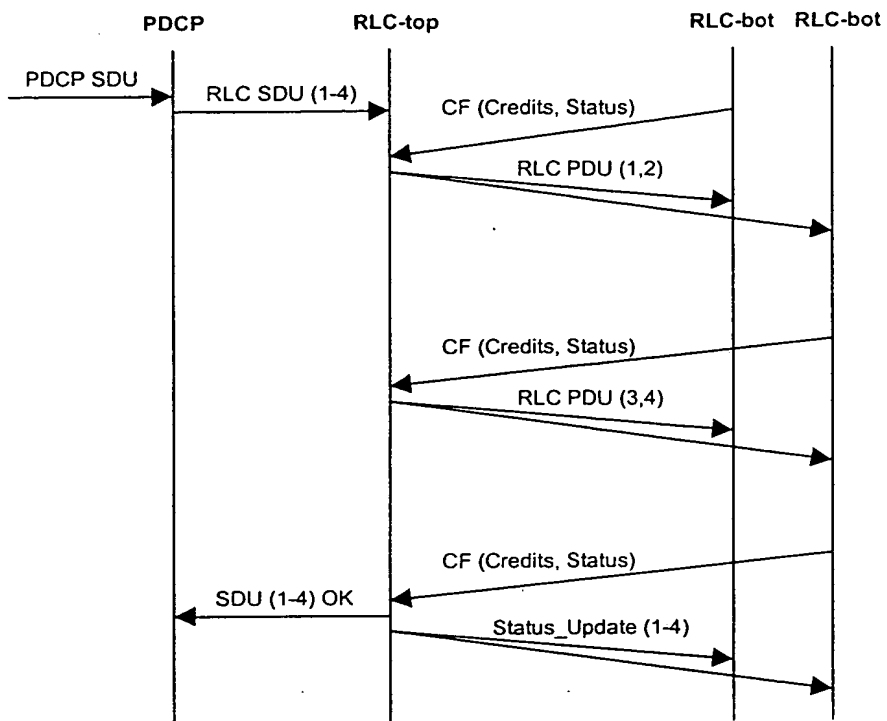 PDCP RLC-top RLC-bot RLC-bot
PDCP SDU
RLC SDU (1-4)
CF (Credits, Status)
RLC PDU (1,2)
CF (Credits, Status)
RLC PDU (3,4)
CF (Credits, Status)
SDU (1-4) OK
Status_Update (1-4)